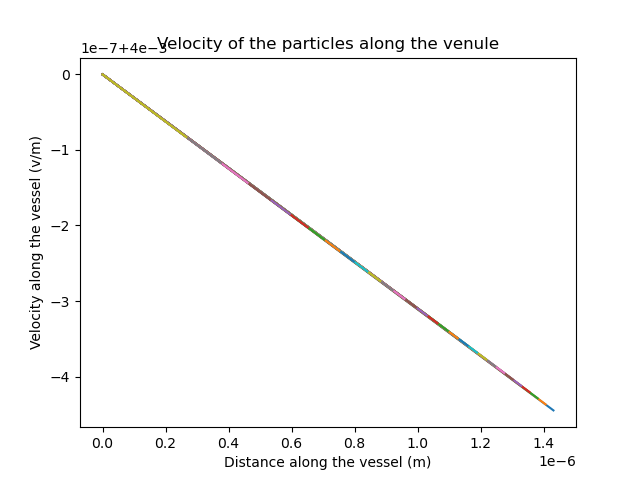 Velocity of the particles along the venule
1e−7+4e−3
0
−1
−2
−3
−4
Velocity along the vessel (v/m)
0.0 0.2 0.4 0.6 0.8 1.0 1.2 1.4
1e−6
Distance along the vessel (m)